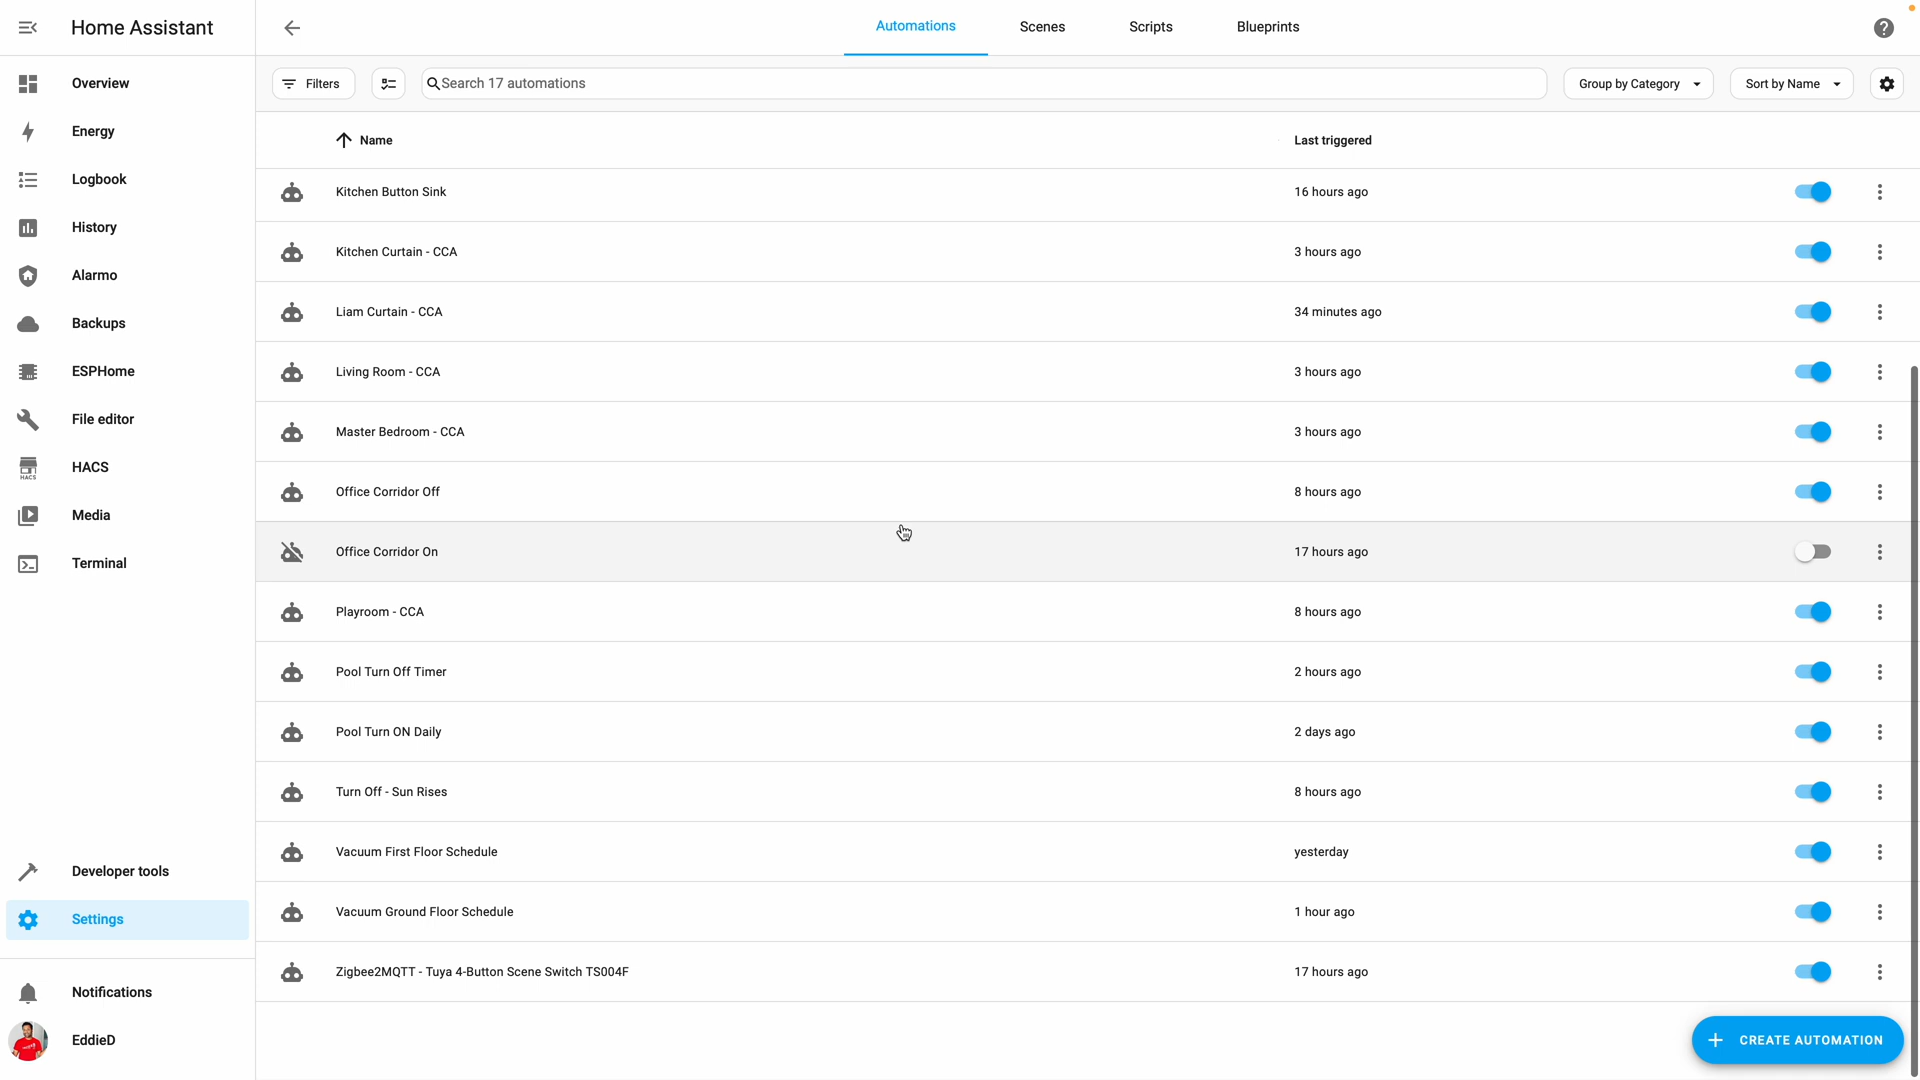 Home Assistant
Automations
Scenes
Scripts
Blueprints
Overview
Energy
Logbook
History
Alarmo
Backups
ESPHome
File editor
HACS
HACS
Media
Terminal
Developer tools
Settings
Notifications
EddieD
Filters
Search 17 automations
Group by Category
Sort by Name
Name Last triggered
Kitchen Button Sink 16 hours ago
Kitchen Curtain - CCA 3 hours ago
Liam Curtain - CCA 34 minutes ago
Living Room - CCA 3 hours ago
Master Bedroom - CCA 3 hours ago
Office Corridor Off 8 hours ago
Office Corridor On 17 hours ago
Playroom - CCA 8 hours ago
Pool Turn Off Timer 2 hours ago
Pool Turn ON Daily 2 days ago
Turn Off - Sun Rises 8 hours ago
Vacuum First Floor Schedule yesterday
Vacuum Ground Floor Schedule 1 hour ago
Zigbee2MQTT - Tuya 4-Button Scene Switch TS004F 17 hours ago
CREATE AUTOMATION